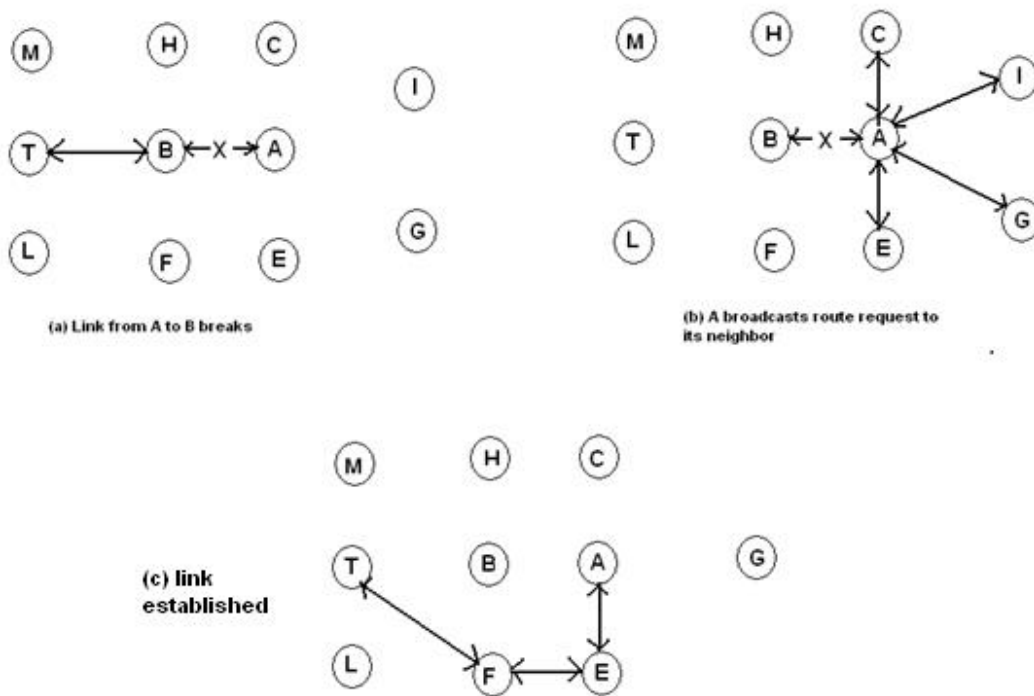 M H C
I
T B X A
G
L F E
(a) Link from A to B breaks
M H C
I
T B X A
G
L F E
(b) A broadcasts route request to
its neighbor
.
M H C
T B A G
(c) link
established
L F E